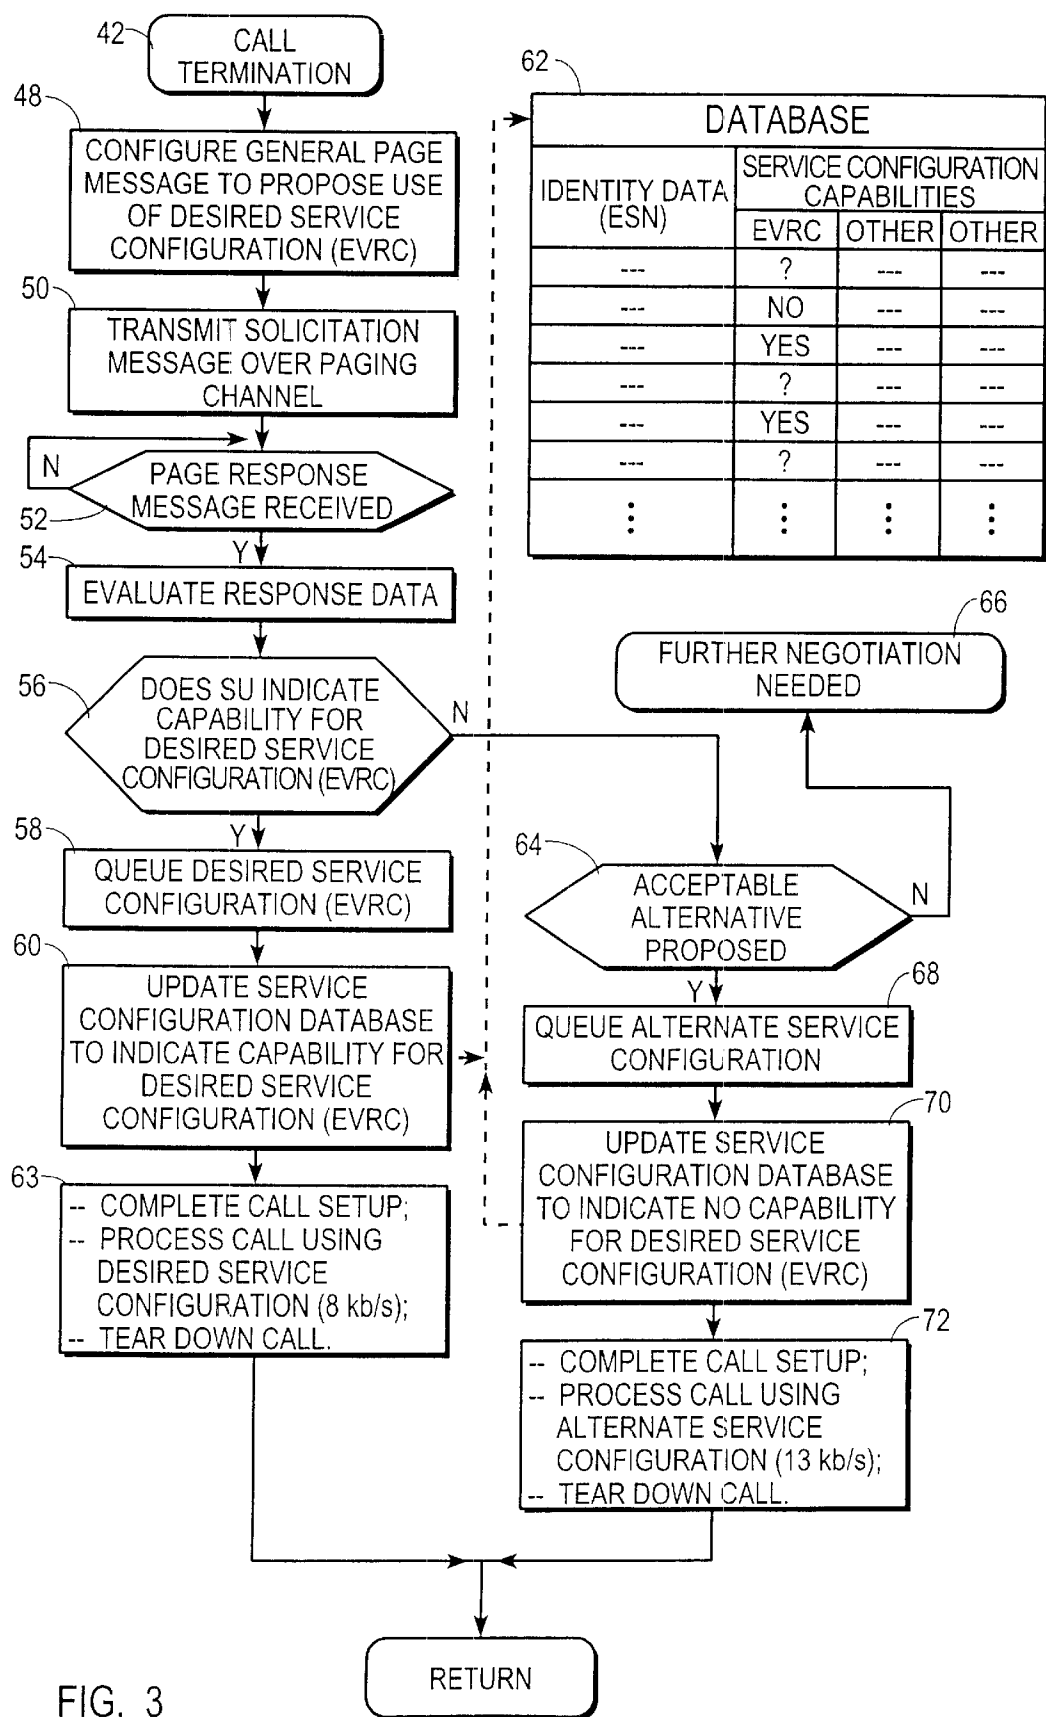 42
CALL
TERMINATION
48
CONFIGURE GENERAL PAGE
MESSAGE TO PROPOSE USE
OF DESIRED SERVICE
CONFIGURATION (EVRC)
50
TRANSMIT SOLICITATION
MESSAGE OVER PAGING
CHANNEL
N
PAGE RESPONSE
MESSAGE RECEIVED
52
Y
54
EVALUATE RESPONSE DATA
56
DOES SU INDICATE
CAPABILITY FOR
DESIRED SERVICE
CONFIGURATION (EVRC)
N
Y
58
QUEUE DESIRED SERVICE
CONFIGURATION (EVRC)
60
UPDATE SERVICE
CONFIGURATION DATABASE
TO INDICATE CAPABILITY FOR
DESIRED SERVICE
CONFIGURATION (EVRC)
63
-- COMPLETE CALL SETUP;
-- PROCESS CALL USING
DESIRED SERVICE
CONFIGURATION (8 kb/s);
-- TEAR DOWN CALL.
62
DATABASE
IDENTITY DATA
(ESN)
SERVICE CONFIGURATION
CAPABILITIES
EVRC OTHER OTHER
--- ? --- ---
--- NO --- ---
--- YES --- ---
--- ? --- ---
--- YES --- ---
--- ? --- ---
⋮ ⋮ ⋮ ⋮
66
FURTHER NEGOTIATION
NEEDED
64
ACCEPTABLE
ALTERNATIVE
PROPOSED
N
Y
68
QUEUE ALTERNATE SERVICE
CONFIGURATION
70
UPDATE SERVICE
CONFIGURATION DATABASE
TO INDICATE NO CAPABILITY
FOR DESIRED SERVICE
CONFIGURATION (EVRC)
72
-- COMPLETE CALL SETUP;
-- PROCESS CALL USING
ALTERNATE SERVICE
CONFIGURATION (13 kb/s);
-- TEAR DOWN CALL.
RETURN
FIG. 3